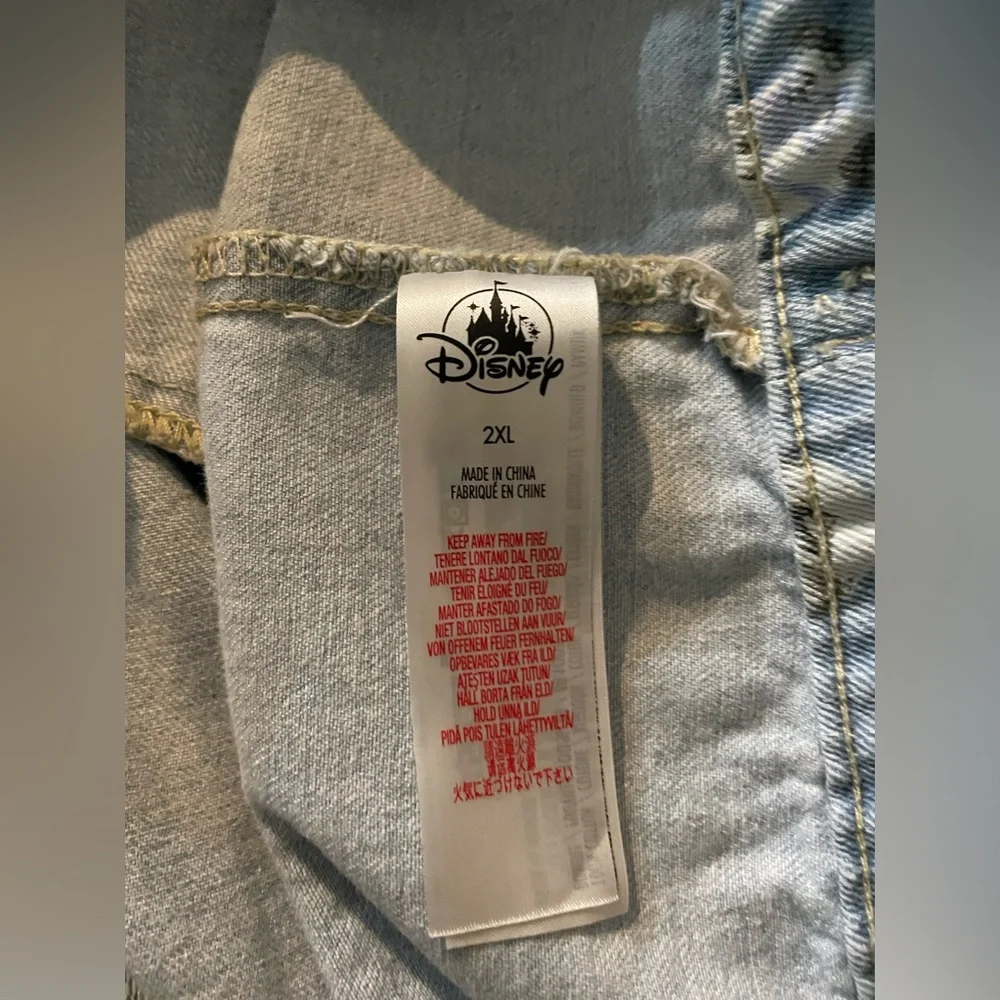 Disney
2XL
MADE IN CHINA
FABRIQUÉ EN CHINE
KEEP AWAY FROM FIRE/
TENERE LONTANO DAL FUOCO/
MANTENER ALEJADO DEL FUEGO/
TENIR ÉLOIGNÉ DU FEU/
MANTER AFASTADO DO FOGO/
NIET BLOOTSTELLEN AAN VUUR/
VON OFFENEM FEUER FERNHALTEN/
OPBEVARES VÆK FRA ILD/
ATEŞTEN UZAK TUTUN/
HÅLL BORTA FRÅN ELD/
HOLD UNNA ILD/
PIDÄ POIS TULEN LÄHETTYVILTÄ/
火気に近づけないで下さい